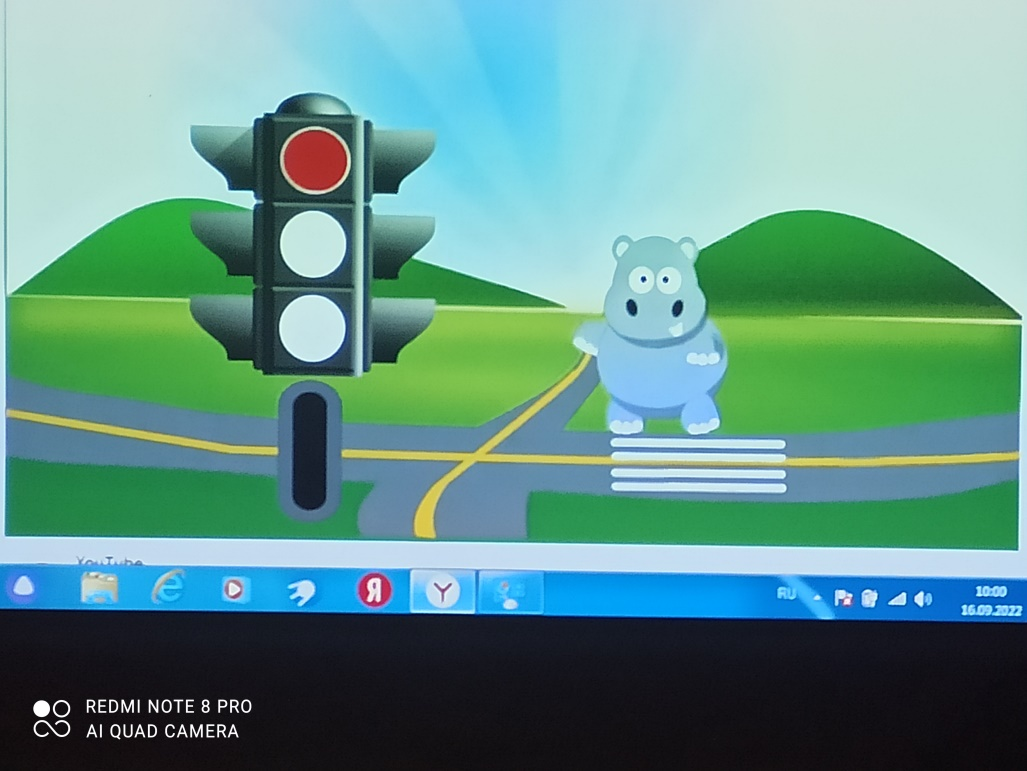 YouTube
Я
Y
RU
10:00
16.09.2022
REDMI NOTE 8 PRO
AI QUAD CAMERA